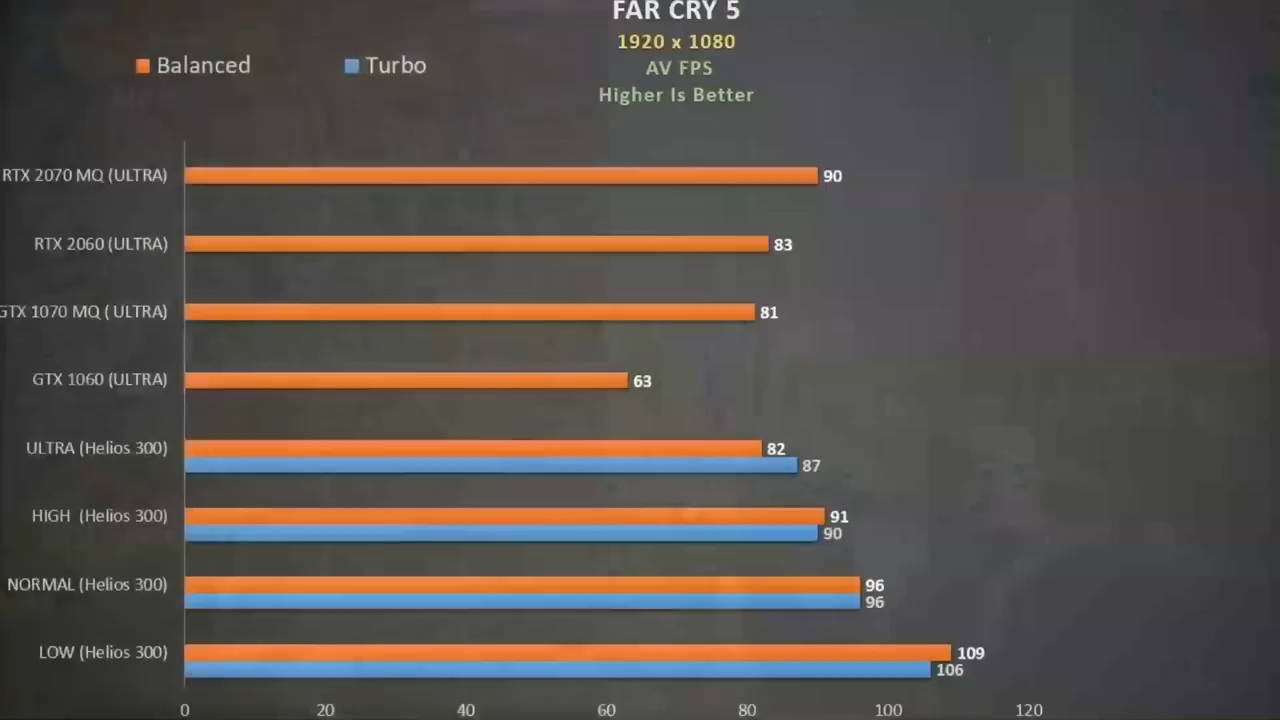 FAR CRY 5
1920 x 1080
AV FPS
Higher Is Better
Balanced
Turbo
RTX 2070 MQ (ULTRA)
90
RTX 2060 (ULTRA)
83
GTX 1070 MQ ( ULTRA)
81
GTX 1060 (ULTRA)
63
ULTRA (Helios 300)
82
87
HIGH (Helios 300)
91
90
NORMAL (Helios 300)
96
96
LOW (Helios 300)
109
106
0 20 40 60 80 100 120